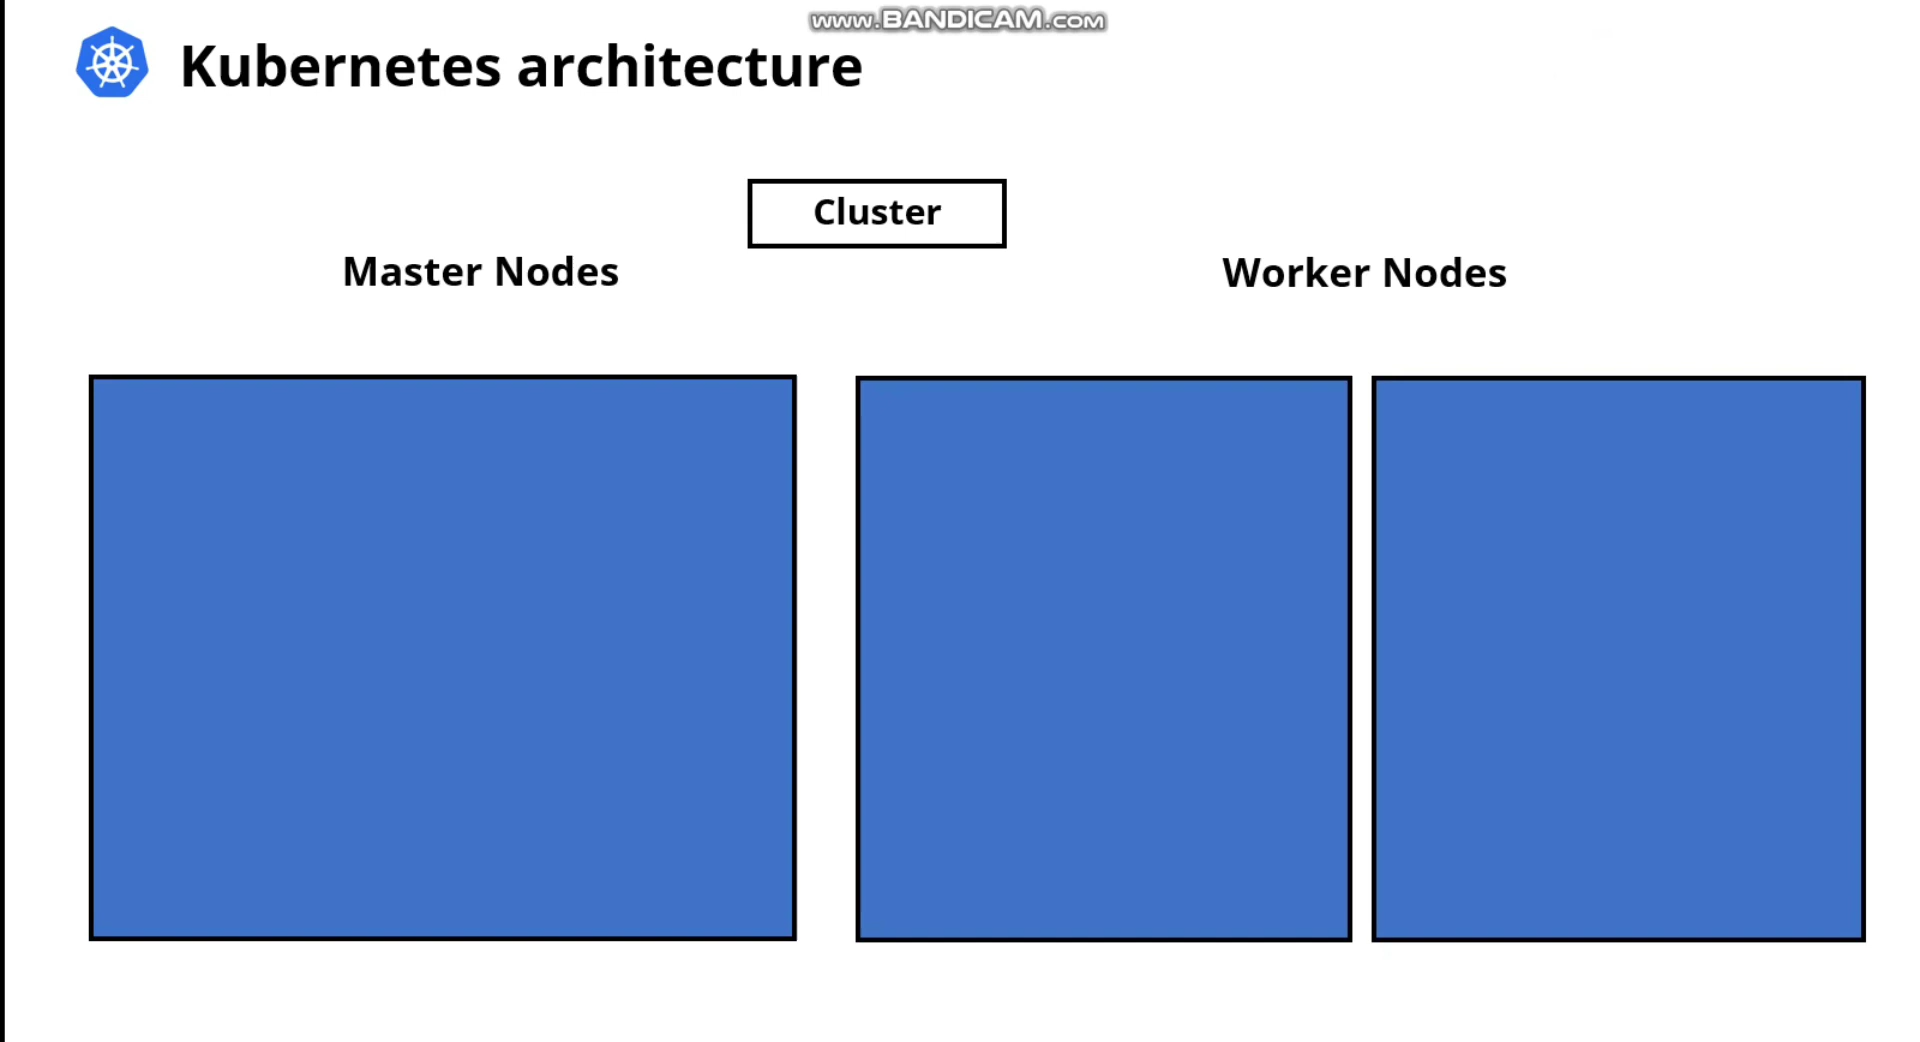 www.BANDICAM.com
Kubernetes architecture
Cluster
Master Nodes
Worker Nodes